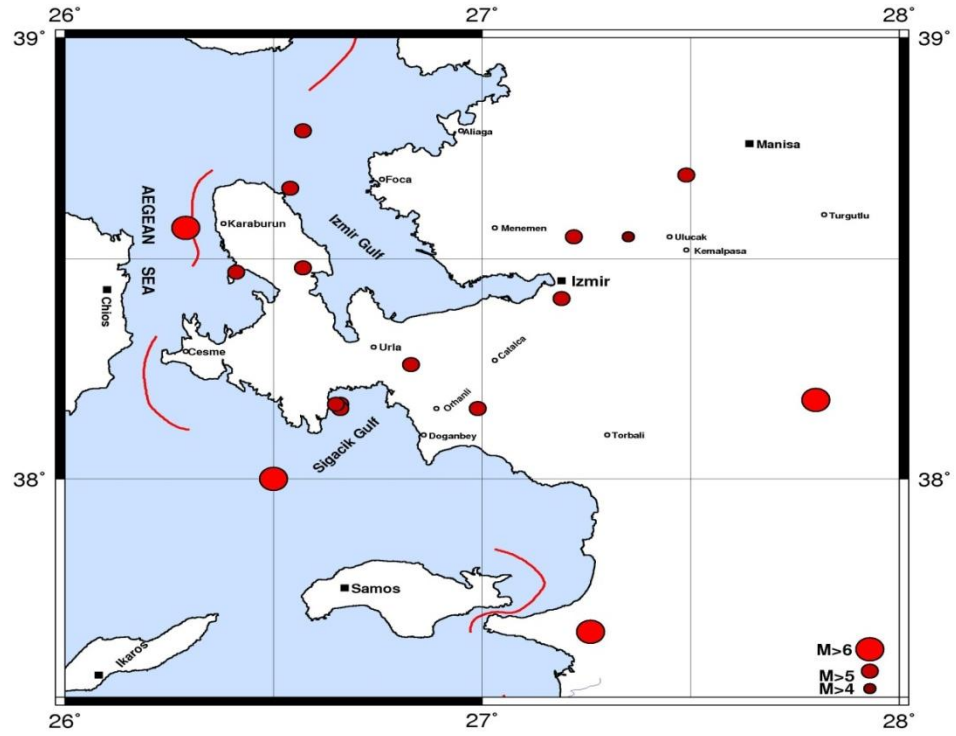 26°
27°
28°
39°
39°
Aliaga
Manisa
Foca
Karaburun
Izmir Gulf
Menemen
Turgutlu
Ulucak
Kemalpasa
AEGEAN
SEA
Izmir
Chios
Cesme
Urla
Catalca
Orhanli
Doganbey
Torbali
Sigacik Gulf
38°
38°
Samos
Ikaros
M>6
M>5
M>4
26°
27°
28°